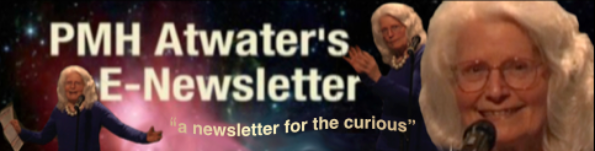 PMH Atwater's
E-Newsletter
“a newsletter for the curious”